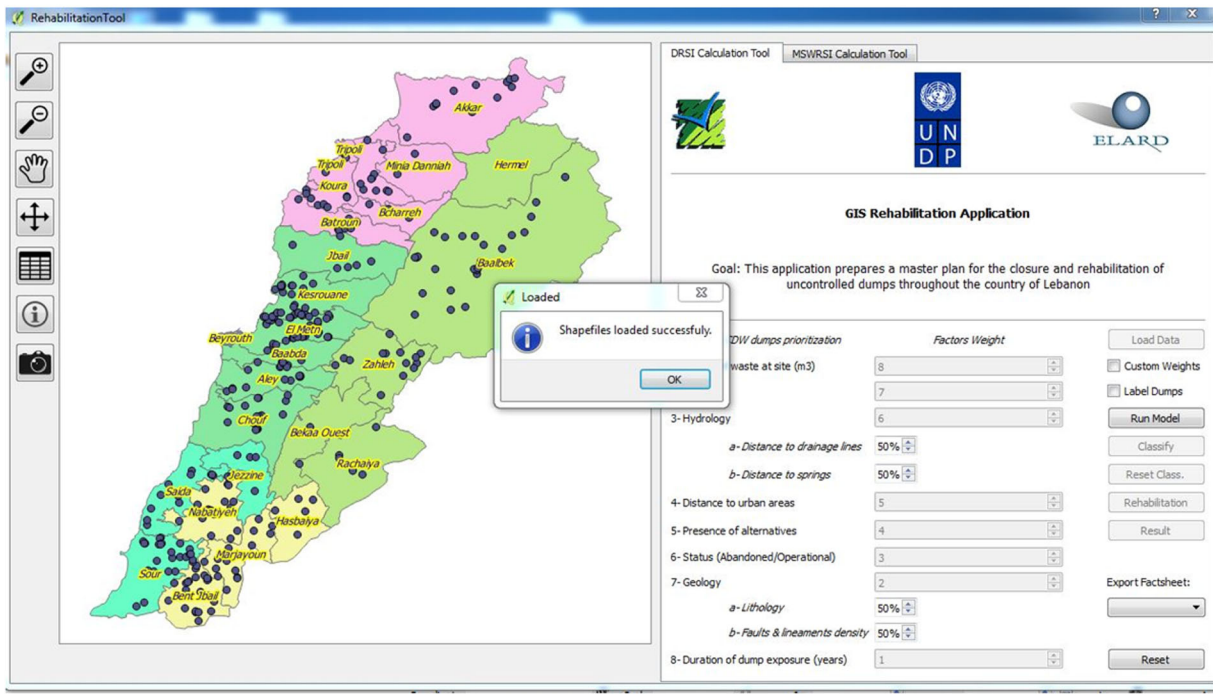 RehabilitationTool
DRSI Calculation Tool
MSWRSI Calculation Tool
UN
DP
ELARD
GIS Rehabilitation Application
Goal: This application prepares a master plan for the closure and rehabilitation of
uncontrolled dumps throughout the country of Lebanon
Akkar
Tripoli
Tripoli
Minia Danniah
Hermel
Koura
Bcharreh
Batroun
Jbail
Baalbek
Kesrouane
El Metn
Beyrouth
Baabda
Zahleh
Aley
Chouf
Bekaa Ouest
Rachaiya
Jezzine
Saida
Nabatiyeh
Hasbaiya
Marjayoun
Sour
Bent Jbail
Loaded
Shapefiles loaded successfuly.
OK
dumps prioritization
Factors Weight
Load Data
waste at site (m3)
8
Custom Weights
7
Label Dumps
3- Hydrology
6
Run Model
a- Distance to drainage lines
50%
Classify
b- Distance to springs
50%
Reset Class.
4- Distance to urban areas
5
Rehabilitation
5- Presence of alternatives
4
Result
6- Status (Abandoned/Operational)
3
7- Geology
2
Export Factsheet:
a- Lithology
50%
b- Faults & lineaments density
50%
8- Duration of dump exposure (years)
1
Reset